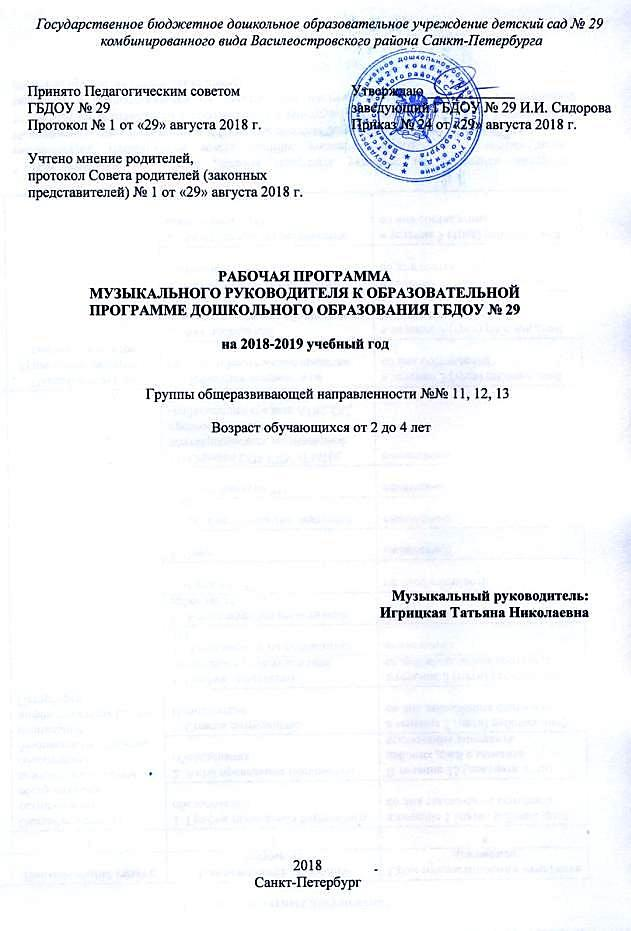 Государственное бюджетное дошкольное образовательное учреждение детский сад № 29
комбинированного вида Василеостровского района Санкт-Петербурга
Принято Педагогическим советом
ГБДОУ № 29
Протокол № 1 от «29» августа 2018 г.
Утверждаю
заведующий ГБДОУ № 29 И.И. Сидорова
Приказ № 24 от «29» августа 2018 г.
Учтено мнение родителей,
протокол Совета родителей (законных
представителей) № 1 от «29» августа 2018 г.
РАБОЧАЯ ПРОГРАММА
МУЗЫКАЛЬНОГО РУКОВОДИТЕЛЯ К ОБРАЗОВАТЕЛЬНОЙ
ПРОГРАММЕ ДОШКОЛЬНОГО ОБРАЗОВАНИЯ ГБДОУ № 29
на 2018-2019 учебный год
Группы общеразвивающей направленности №№ 11, 12, 13
Возраст обучающихся от 2 до 4 лет
Музыкальный руководитель:
Игрицкая Татьяна Николаевна
2018
Санкт-Петербург